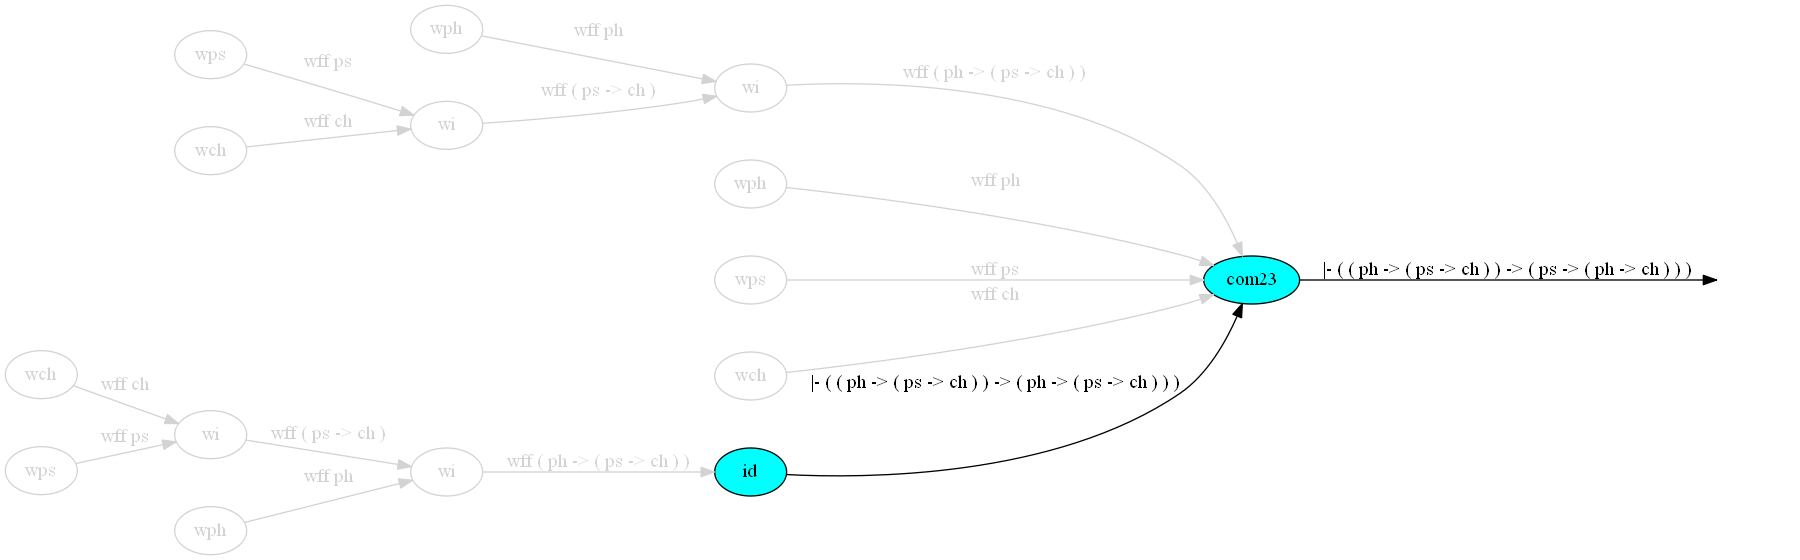 wph
wff ph
wps
wff ps
wff ( ph -> ( ps -> ch ) )
wi
wff ( ps -> ch )
wff ch
wi
wch
wph
wff ph
wps
wff ps
com23
|- ( ( ph -> ( ps -> ch ) ) -> ( ps -> ( ph -> ch ) ) )
wff ch
wch
wch
wff ch
|- ( ( ph -> ( ps -> ch ) ) -> ( ph -> ( ps -> ch ) ) )
wi
wff ( ps -> ch )
wff ps
wps
wff ph
wi
wff ( ph -> ( ps -> ch ) )
id
wph